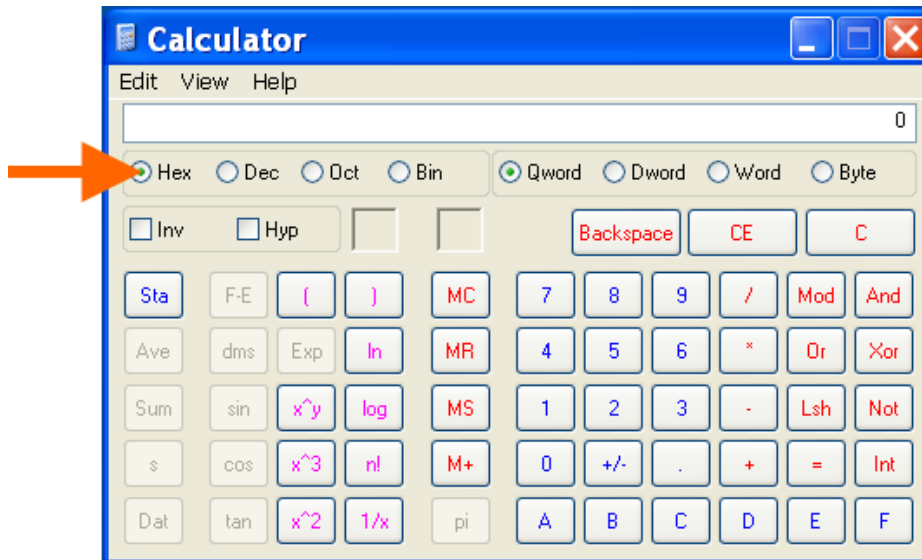 Calculator
Edit View Help
0
Hex Dec Oct Bin Qword Dword Word Byte
Inv Hyp Backspace CE C
Sta F-E ( ) MC 7 8 9 / Mod And
Ave dms Exp ln MR 4 5 6 * Or Xor
Sum sin x^y log MS 1 2 3 - Lsh Not
s cos x^3 n! M+ 0 +/- . + = Int
Dat tan x^2 1/x pi A B C D E F